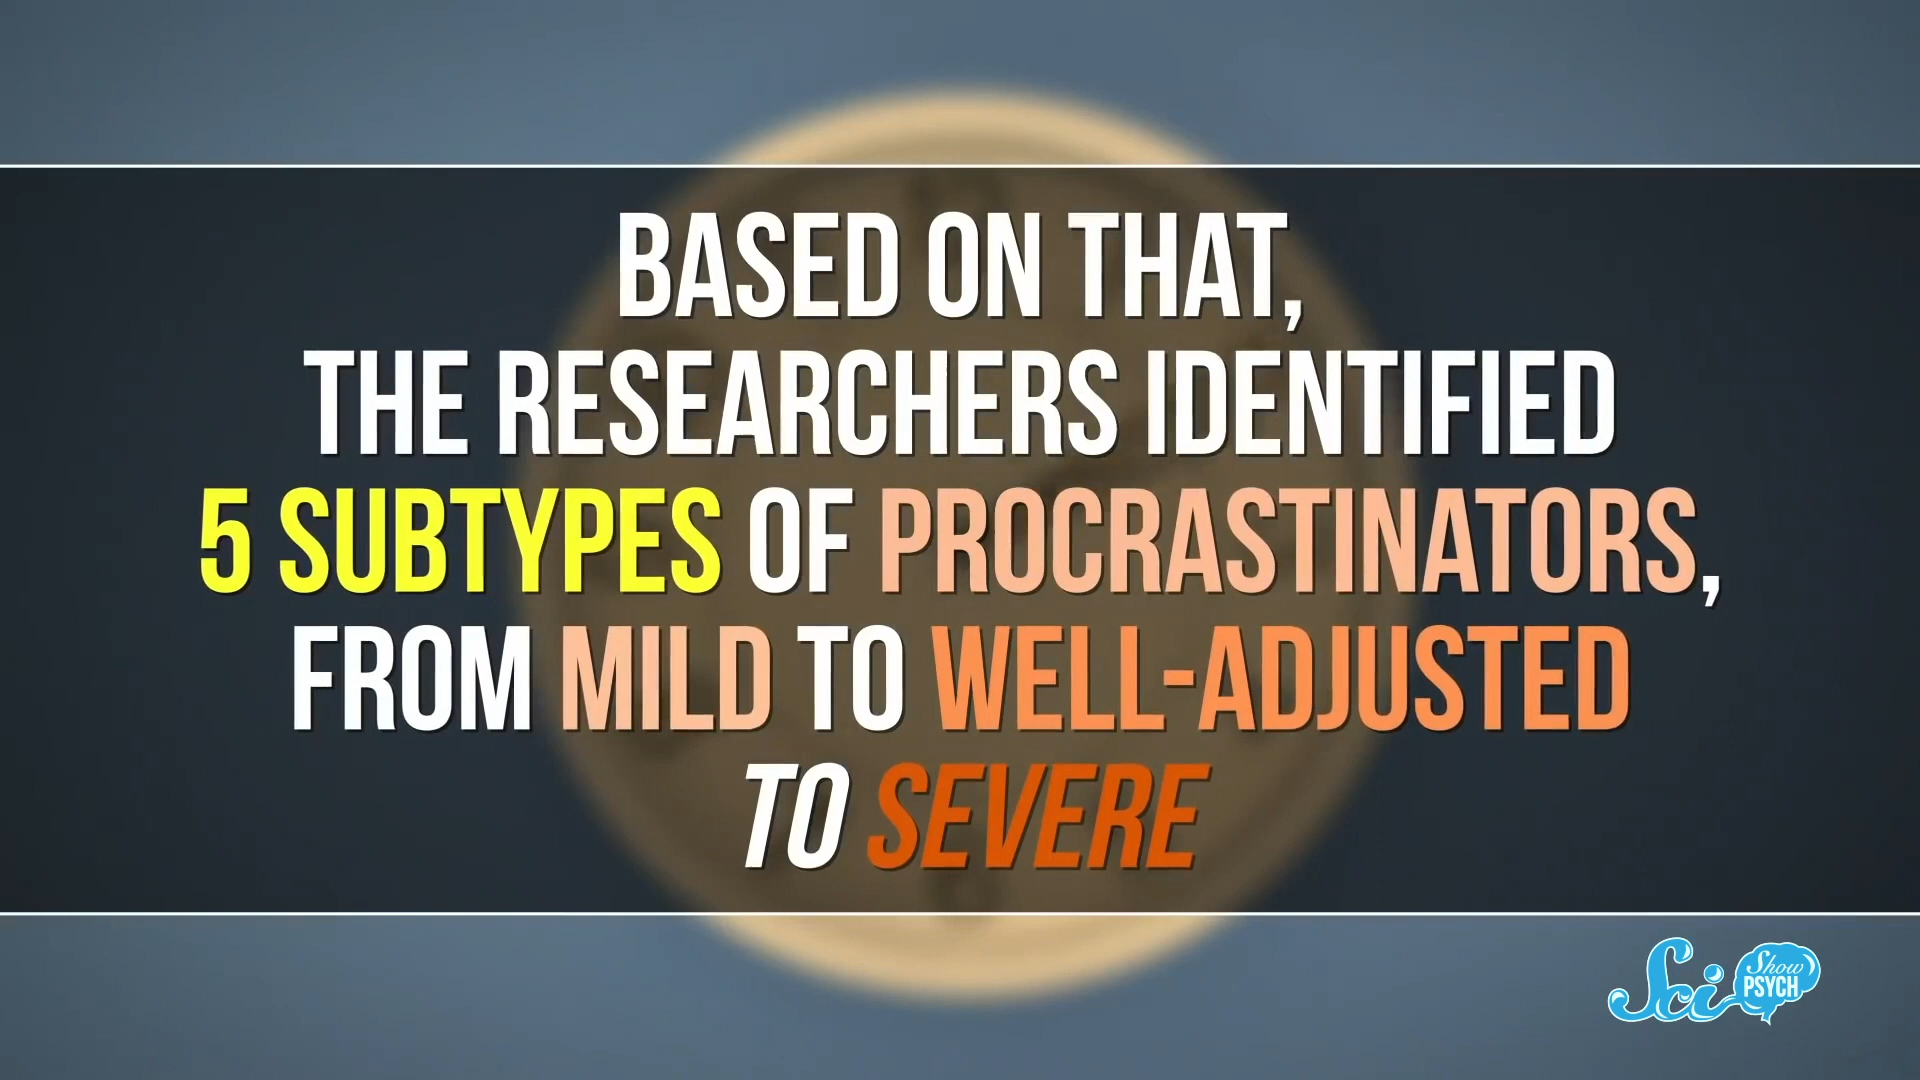 BASED ON THAT,
THE RESEARCHERS IDENTIFIED
5 SUBTYPES OF PROCRASTINATORS,
FROM MILD TO WELL-ADJUSTED
TO SEVERE
Sci Show
PSYCH